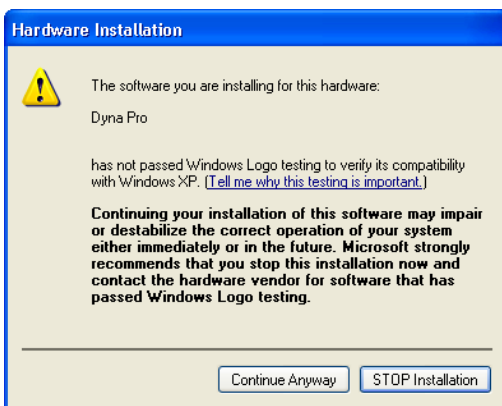 Hardware Installation
The software you are installing for this hardware:
Dyna Pro
has not passed Windows Logo testing to verify its compatibility
with Windows XP. (Tell me why this testing is important.)
Continuing your installation of this software may impair
or destabilize the correct operation of your system
either immediately or in the future. Microsoft strongly
recommends that you stop this installation now and
contact the hardware vendor for software that has
passed Windows Logo testing.
Continue Anyway STOP Installation